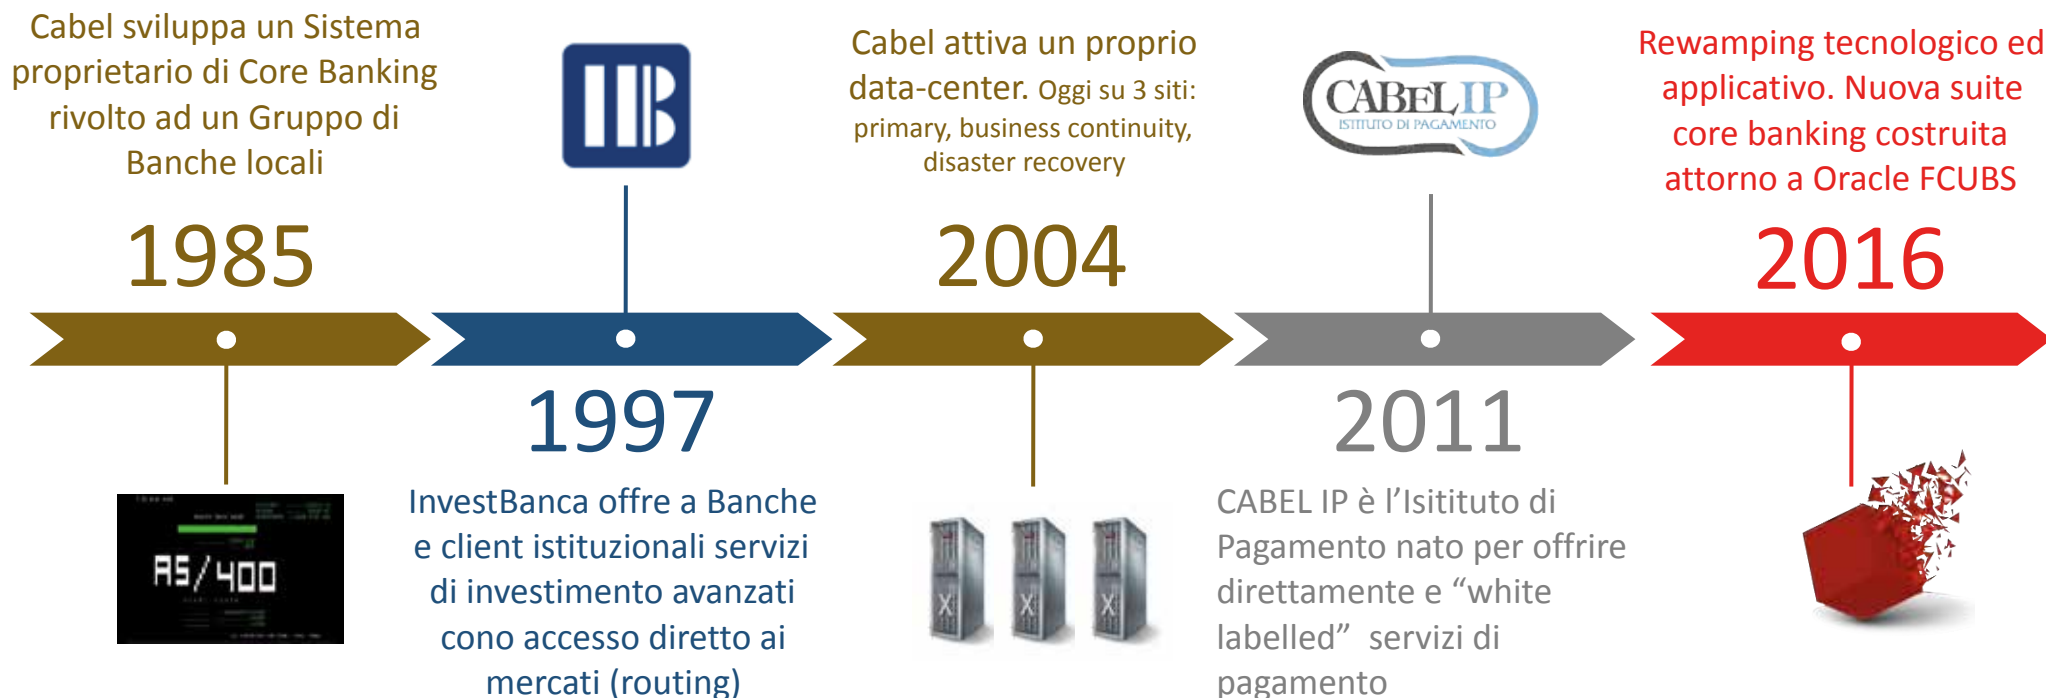 Cabel sviluppa un Sistema
proprietario di Core Banking
rivolto ad un Gruppo di
Banche locali
1985
AS/400
IB
1997
InvestBanca offre a Banche
e client istituzionali servizi
di investimento avanzati
cono accesso diretto ai
mercati (routing)
Cabel attiva un proprio
data-center. Oggi su 3 siti:
primary, business continuity,
disaster recovery
2004
X
X
X
CABEL IP
ISTITUTO DI PAGAMENTO
2011
CABEL IP è l’Isitituto di
Pagamento nato per offrire
direttamente e “white
labelled” servizi di
pagamento
Rewamping tecnologico ed
applicativo. Nuova suite
core banking costruita
attorno a Oracle FCUBS
2016